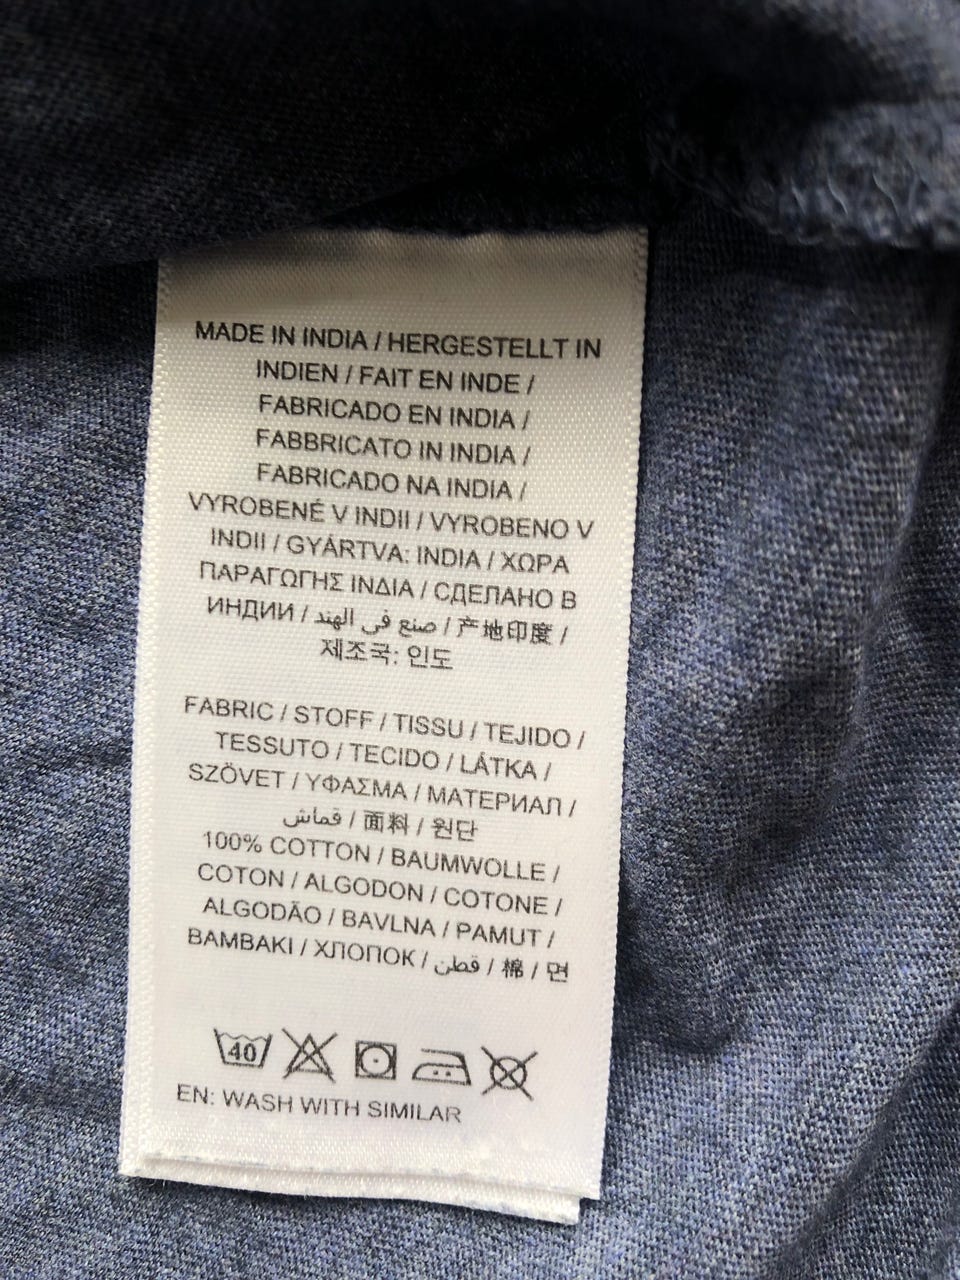 MADE IN INDIA / HERGESTELLT IN
INDIEN / FAIT EN INDE /
FABRICADO EN INDIA /
FABBRICATO IN INDIA /
FABRICADO NA INDIA /
VYROBENÉ V INDII / VYROBENO V
INDII / GYÁRTVA: INDIA / ΧΩΡΑ
ΠΑΡΑΓΩΓΗΣ ΙΝΔΙΑ / СДЕЛАНО В
ИНДИИ / صنع في الهند / 产地印度 /
제조국: 인도
FABRIC / STOFF / TISSU / TEJIDO /
TESSUTO / TECIDO / LÁTKA /
SZÖVET / ΥΦΑΣΜΑ / МАТЕРИАЛ /
قماش / 面料 / 원단
100% COTTON / BAUMWOLLE /
COTON / ALGODON / COTONE /
ALGODÃO / BAVLNA / PAMUT /
BAMBAKI / ХЛОПОК / قطن / 棉 / 면
40
EN: WASH WITH SIMILAR